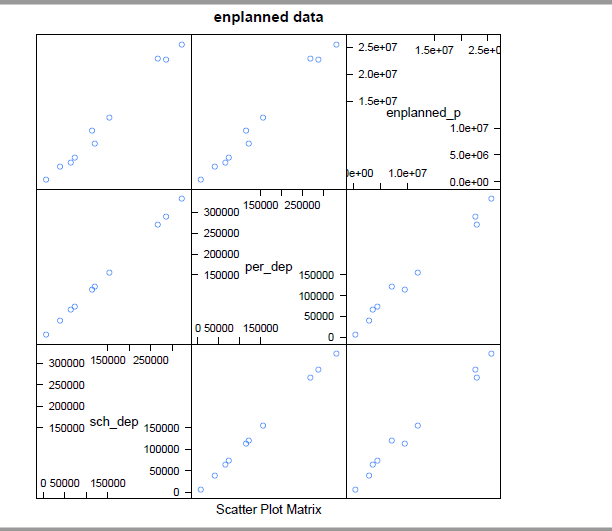 enplanned data
2.5e+07 1.5e+07 2.5e+0
2.0e+07
1.5e+07
enplanned_p
1.0e+07
5.0e+06
e+00 1.0e+07 0.0e+00
300000 150000 250000
250000
200000
150000 per_dep 150000
100000
50000
0 50000 150000 0
300000 150000 250000
250000
200000
150000 sch_dep 150000
100000
50000
0 50000 150000 0
Scatter Plot Matrix